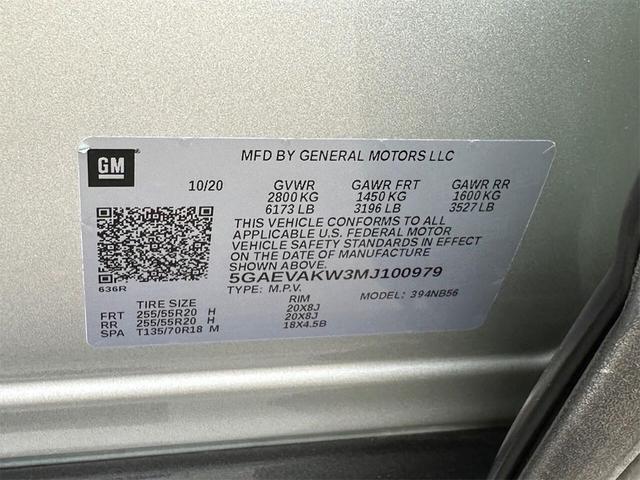 GM
MFD BY GENERAL MOTORS LLC
10/20 GVWR GAWR FRT GAWR RR
2800 KG 1450 KG 1600 KG
6173 LB 3196 LB 3527 LB
THIS VEHICLE CONFORMS TO ALL
APPLICABLE U.S. FEDERAL MOTOR
VEHICLE SAFETY STANDARDS IN EFFECT
ON THE DATE OF MANUFACTURE
SHOWN ABOVE.
5GAEVAKW3MJ100979
636R
TYPE: M.P.V. MODEL: 394NB56
TIRE SIZE RIM
FRT 255/55R20 H 20X8J
RR 255/55R20 H 20X8J
SPA T135/70R18 M 18X4.5B